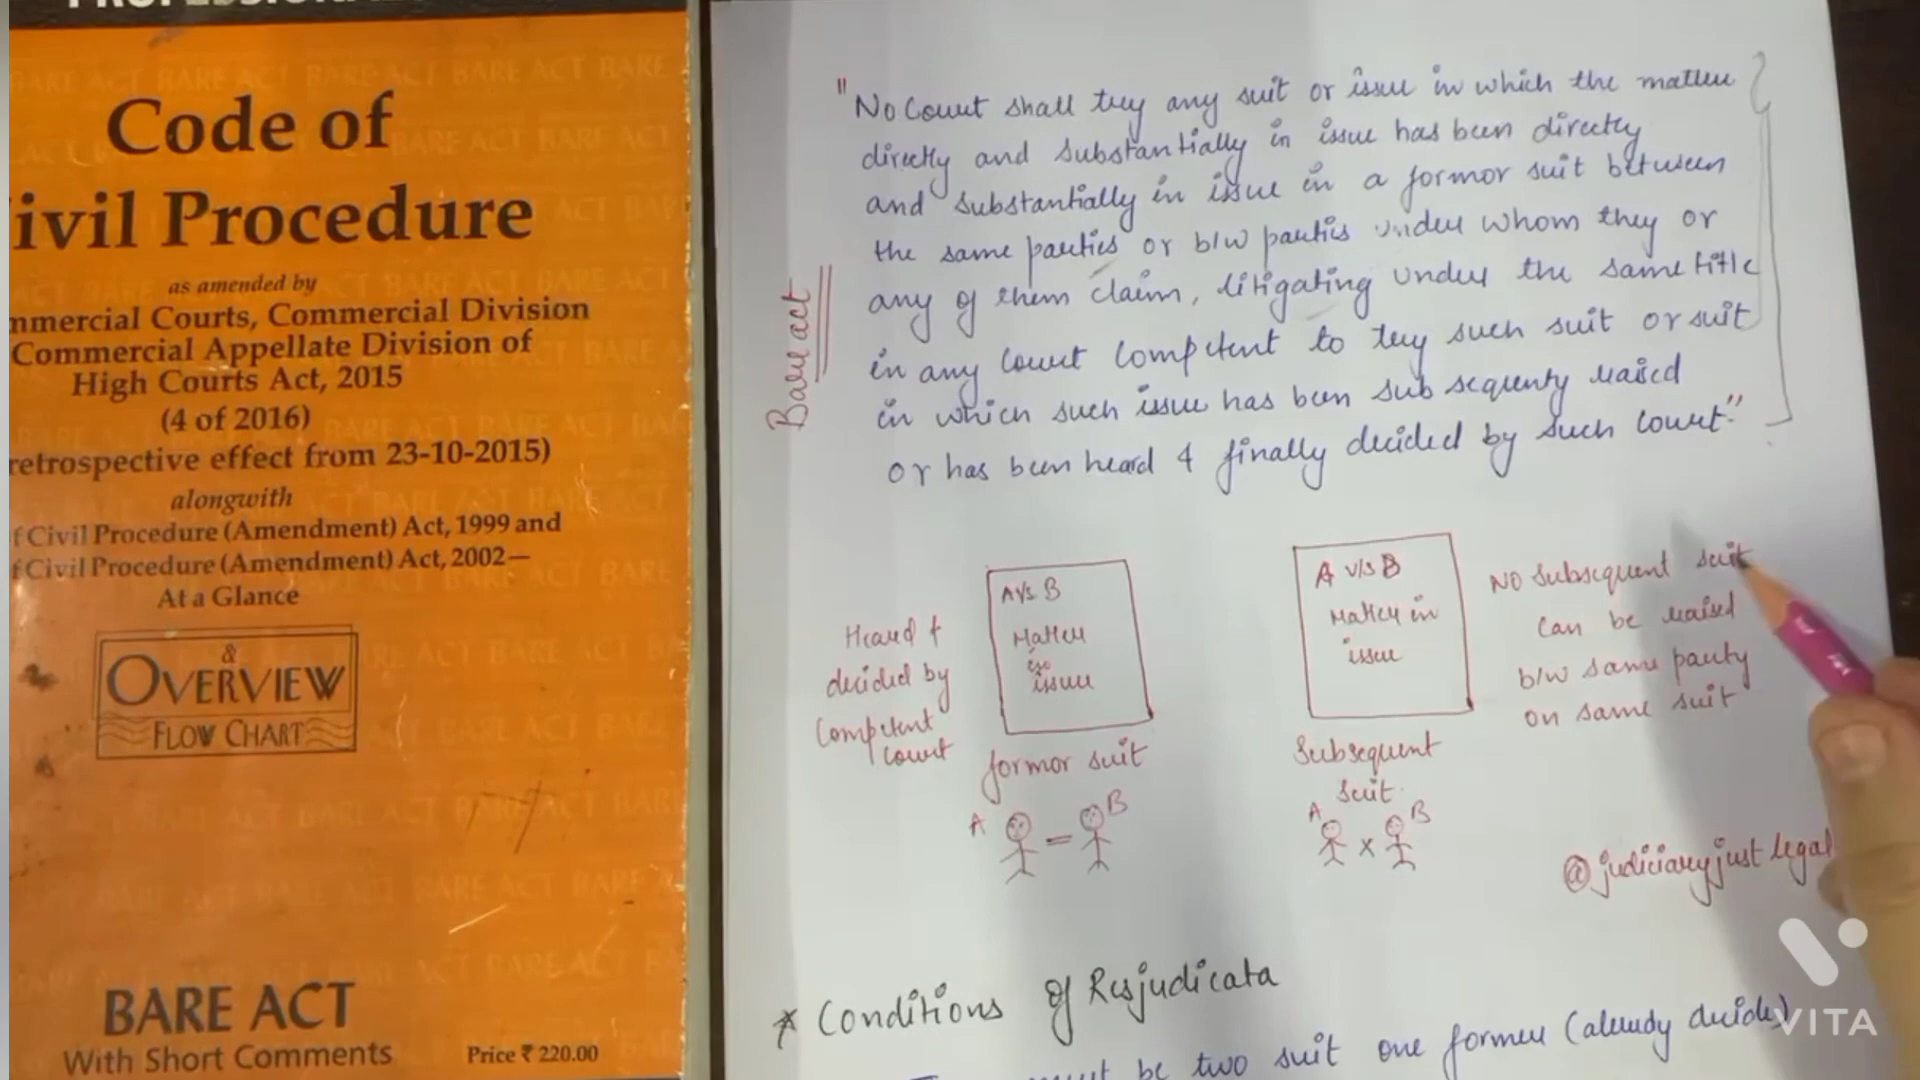 Code of
ivil Procedure
as amended by
mmercial Courts, Commercial Division
Commercial Appellate Division of
High Courts Act, 2015
(4 of 2016)
retrospective effect from 23-10-2015)
alongwith
f Civil Procedure (Amendment) Act, 1999 and
f Civil Procedure (Amendment) Act, 2002—
At a Glance
&
OVERVIEW
FLOW CHART
BARE ACT
With Short Comments
Price ₹ 220.00
"No Court shall try any suit or issue in which the matter
directly and substantially in issue has been directly
and substantially in issue in a formor suit between
the same parties or b/w parties under whom they or
any of them claim, litigating under the same title
in any Court Competent to try such suit or suit
in which such issue has been sub sequenty raised
or has been heard & finally decided by such Court."
Bare act
Heard &
decided by
Competent
Court
A v/s B
Matter
issue
formor suit
A
B
A v/s B
Matter in
issue
Subsequent
suit.
A
B
No Subsequent suit
can be raised
b/w same party
on same suit
@judiciaryjustlegal
* Conditions of Resjudicata
be two suit one former (already decide)
VITA